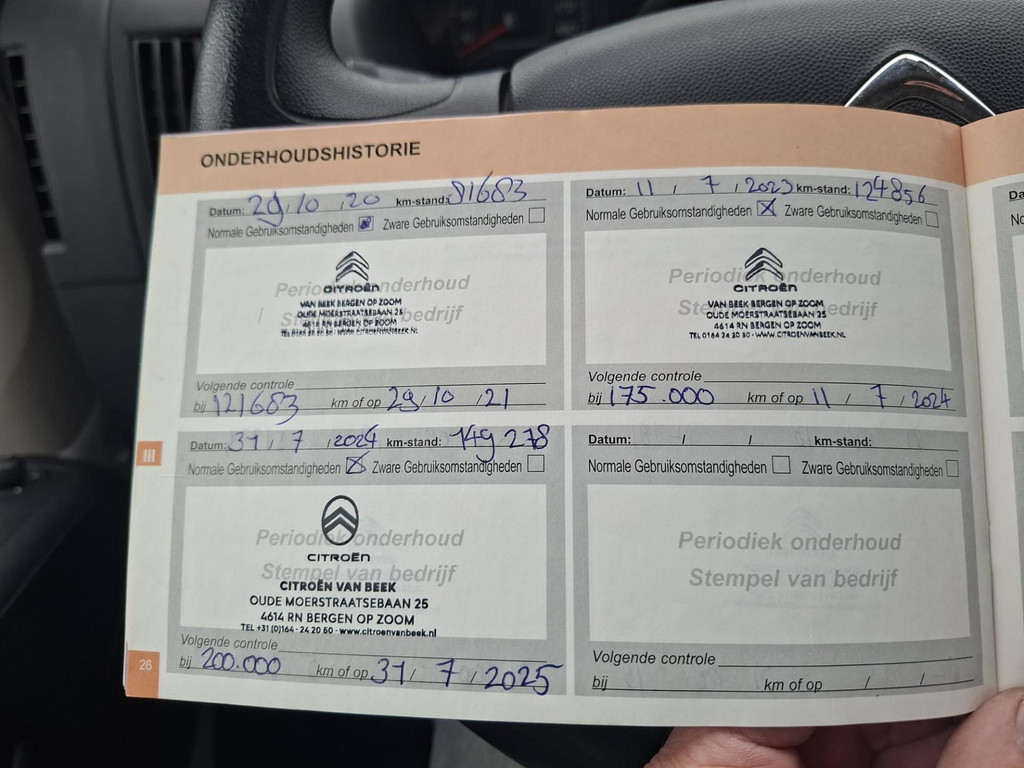 ONDERHOUDSHISTORIE
Datum: 29/10/20 km-stand: 81683
Normale Gebruiksomstandigheden Zware Gebruiksomstandigheden
Periodiek onderhoud
CITROËN
Stempel van bedrijf
VAN BEEK BERGEN OP ZOOM
OUDE MOERSTRAATSEBAAN 25
4614 RN BERGEN OP ZOOM
Volgende controle
bij 121683 km of op 29/10/21
Datum: 11/7/2023 km-stand: 124856
Normale Gebruiksomstandigheden Zware Gebruiksomstandigheden
Periodiek onderhoud
CITROËN
Stempel van bedrijf
VAN BEEK BERGEN OP ZOOM
OUDE MOERSTRAATSEBAAN 25
4614 RN BERGEN OP ZOOM
TEL 0164 24 20 50 - WWW.CITROENVANBEEK.NL
Volgende controle
bij 175.000 km of op 11/7/2024
III
Datum: 31/7/2024 km-stand: 149278
Normale Gebruiksomstandigheden Zware Gebruiksomstandigheden
Periodiek onderhoud
CITROËN
Stempel van bedrijf
CITROËN VAN BEEK
OUDE MOERSTRAATSEBAAN 25
4614 RN BERGEN OP ZOOM
TEL +31 (0)164 - 24 20 50 - www.citroenvanbeek.nl
Volgende controle
bij 200.000 km of op 31/7/2025
Datum: / / km-stand:
Normale Gebruiksomstandigheden Zware Gebruiksomstandigheden
Periodiek onderhoud
Stempel van bedrijf
Volgende controle
bij km of op / /
26